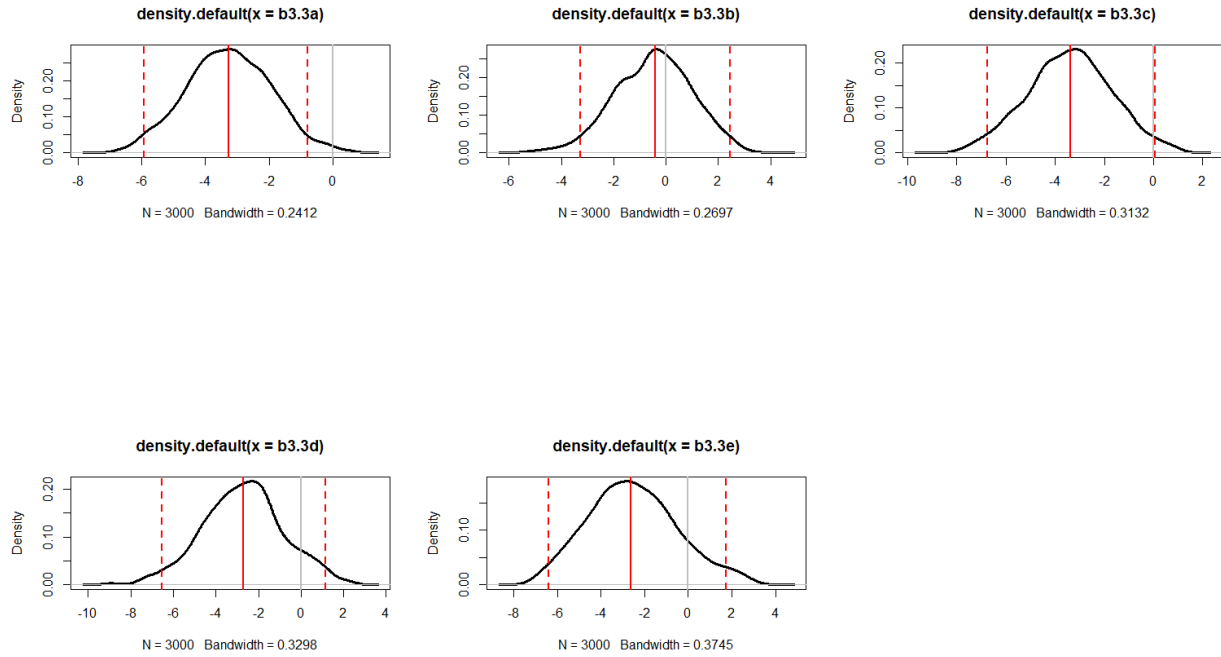 density.default(x = b3.3a)
Density
0.00 0.10 0.20
-8 -6 -4 -2 0
N = 3000 Bandwidth = 0.2412
density.default(x = b3.3b)
Density
0.00 0.10 0.20
-6 -4 -2 0 2 4
N = 3000 Bandwidth = 0.2697
density.default(x = b3.3c)
Density
0.00 0.10 0.20
-10 -8 -6 -4 -2 0 2
N = 3000 Bandwidth = 0.3132
density.default(x = b3.3d)
Density
0.00 0.10 0.20
-10 -8 -6 -4 -2 0 2 4
N = 3000 Bandwidth = 0.3298
density.default(x = b3.3e)
Density
0.00 0.10
-8 -6 -4 -2 0 2 4
N = 3000 Bandwidth = 0.3745